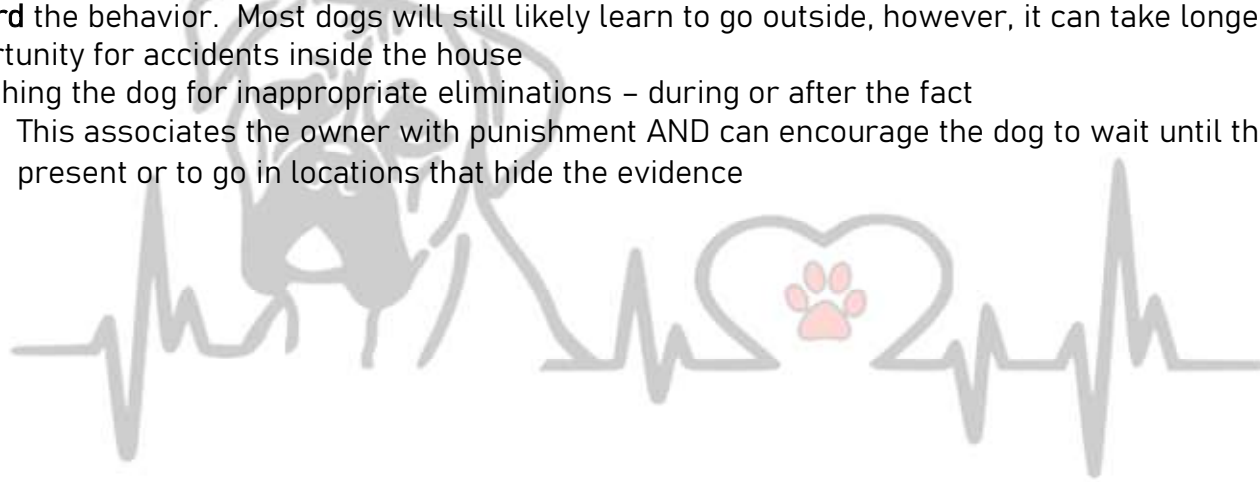 rd the behavior. Most dogs will still likely learn to go outside, however, it can take longe
rtunity for accidents inside the house
hing the dog for inappropriate eliminations – during or after the fact
This associates the owner with punishment AND can encourage the dog to wait until th
present or to go in locations that hide the evidence